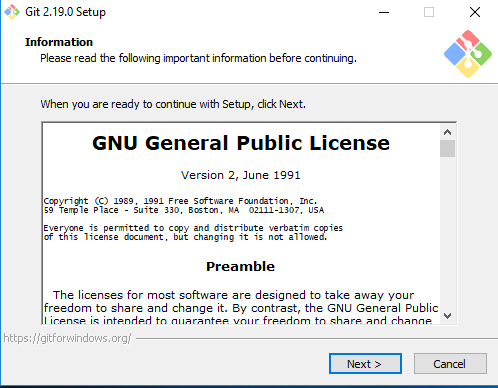 Git 2.19.0 Setup
Information
Please read the following important information before continuing.
When you are ready to continue with Setup, click Next.
GNU General Public License
Version 2, June 1991
Copyright (C) 1989, 1991 Free Software Foundation, Inc.
59 Temple Place - Suite 330, Boston, MA  02111-1307, USA
Everyone is permitted to copy and distribute verbatim copies
of this license document, but changing it is not allowed.
Preamble
The licenses for most software are designed to take away your
freedom to share and change it. By contrast, the GNU General Public
License is intended to guarantee your freedom to share and change
https://gitforwindows.org/
Next >
Cancel